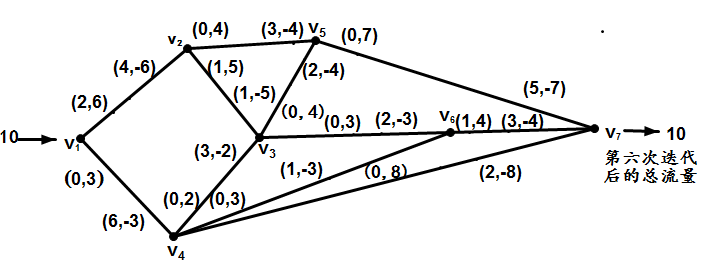 v₂ (0,4) (3,-4) v₅ (0,7)
(4,-6) (1,5) (2,-4)
(2,6) (1,-5) (0, 4) (0,3) (2,-3) v₆ (1,4) (3,-4) (5,-7)
10 v₁ v₃ v₇ 10
(0,3) (3,-2) (1,-3) (0, 8) (2,-8) 第六次迭代
(6,-3) (0,2) (0,3) 后的总流量
v₄